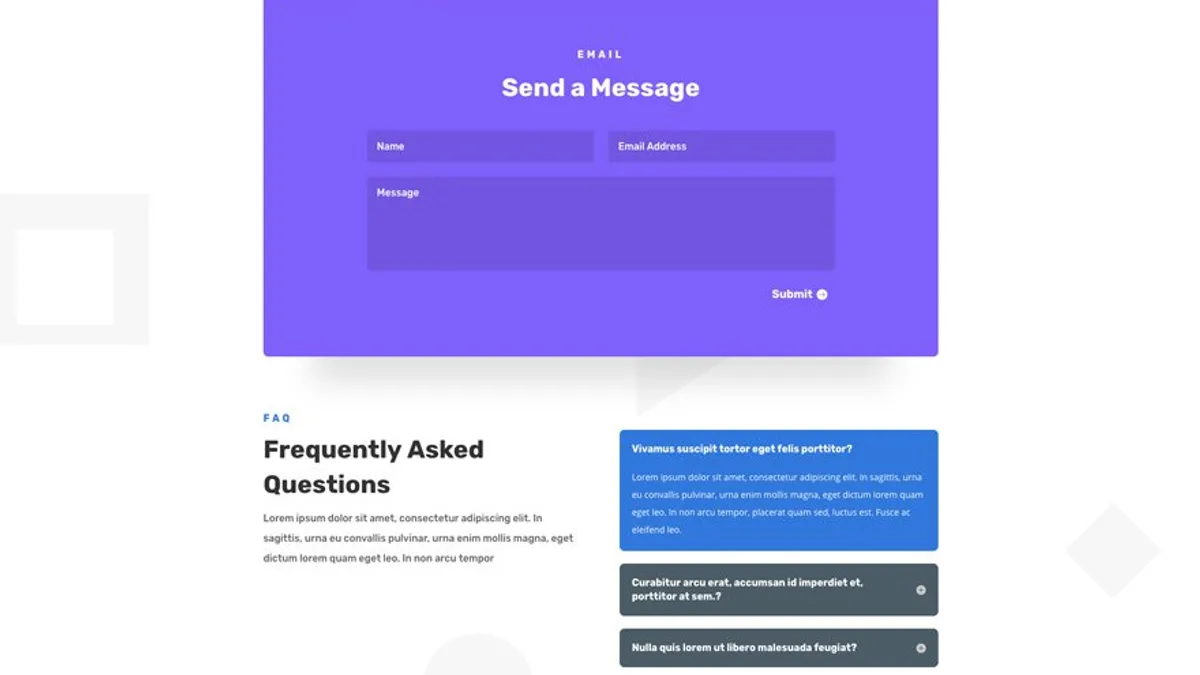 EMAIL
Send a Message
Name
Email Address
Message
Submit
FAQ
Frequently Asked
Questions
Lorem ipsum dolor sit amet, consectetur adipiscing elit. In
sagittis, urna eu convallis pulvinar, urna enim mollis magna, eget
dictum lorem quam eget leo. In non arcu tempor
Vivamus suscipit tortor eget felis porttitor?
Lorem ipsum dolor sit amet, consectetur adipiscing elit. In sagittis, urna
eu convallis pulvinar, urna enim mollis magna, eget dictum lorem quam
eget leo. In non arcu tempor, placerat quam sed, luctus est. Fusce ac
eleifend leo.
Curabitur arcu erat, accumsan id imperdiet et,
porttitor at sem.?
Nulla quis lorem ut libero malesuada feugiat?